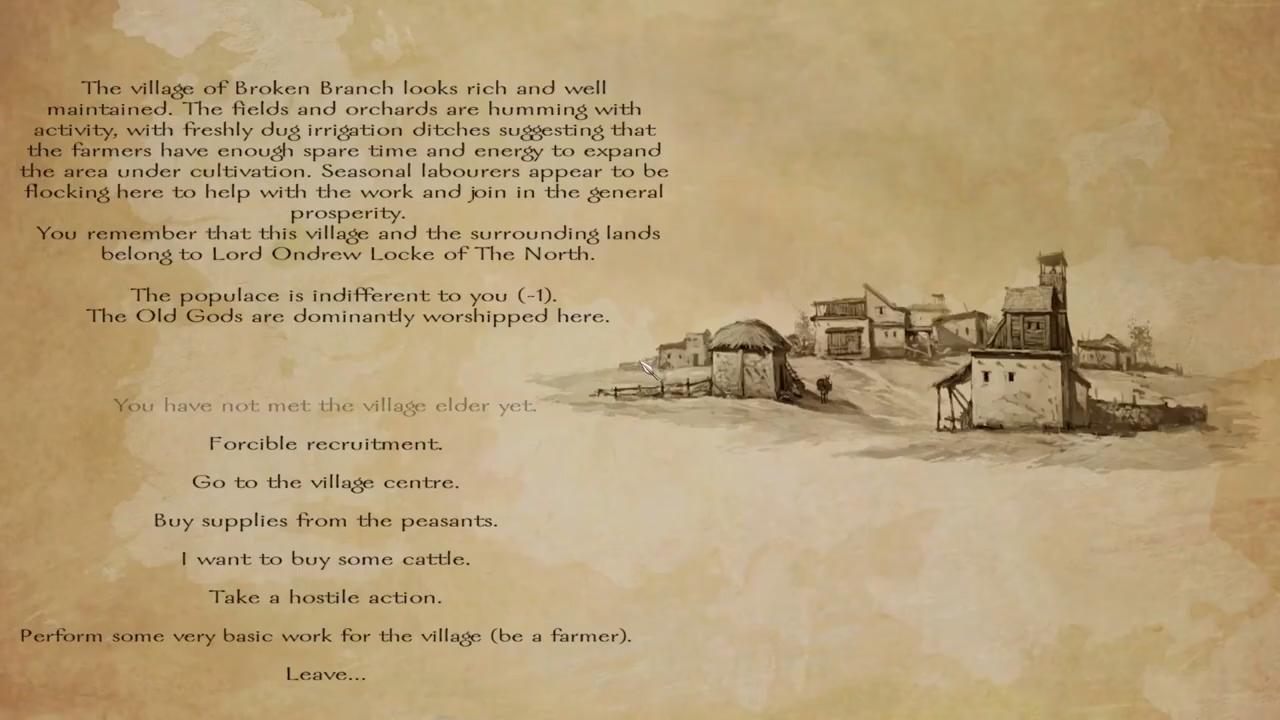 The village of Broken Branch looks rich and well
maintained. The fields and orchards are humming with
activity, with freshly dug irrigation ditches suggesting that
the farmers have enough spare time and energy to expand
the area under cultivation. Seasonal labourers appear to be
flocking here to help with the work and join in the general
prosperity.
You remember that this village and the surrounding lands
belong to Lord Ondrew Locke of The North.
The populace is indifferent to you (-1).
The Old Gods are dominantly worshipped here.
You have not met the village elder yet.
Forcible recruitment.
Go to the village centre.
Buy supplies from the peasants.
I want to buy some cattle.
Take a hostile action.
Perform some very basic work for the village (be a farmer).
Leave...